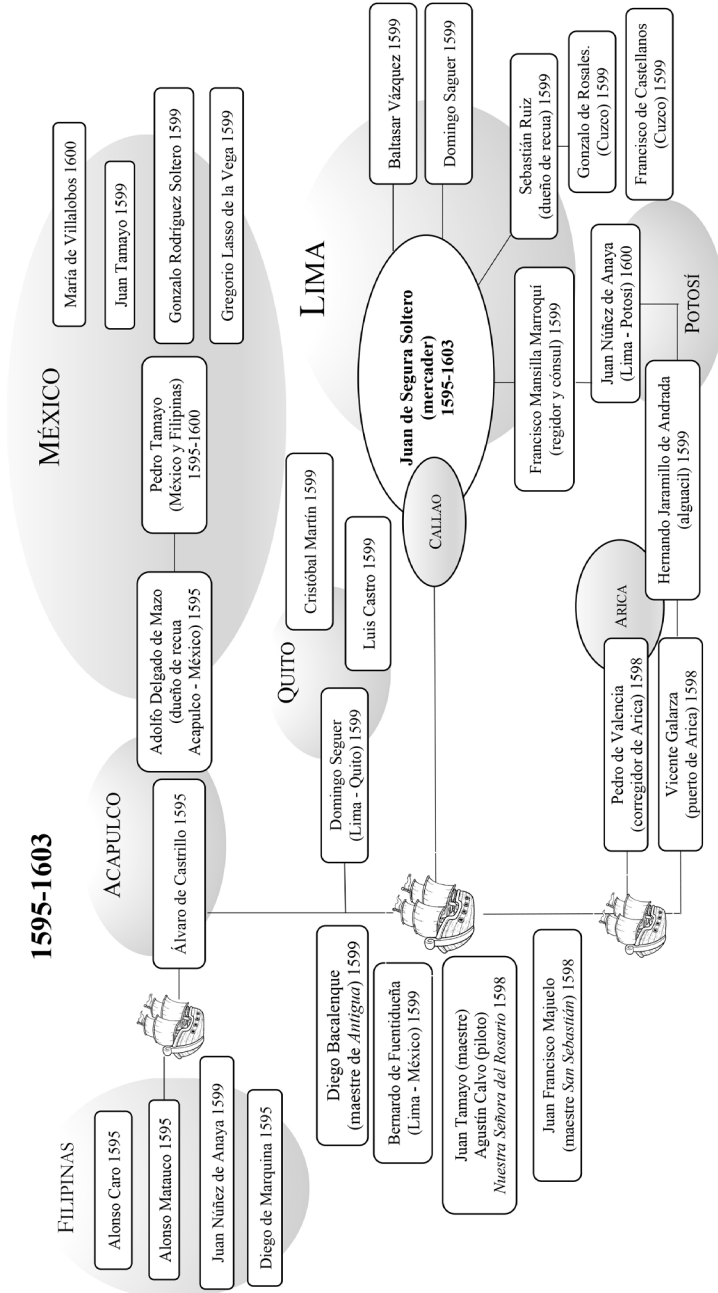 1595-1603
FILIPINAS
Alonso Caro 1595
Alonso Matauco 1595
Juan Núñez de Anaya 1599
Diego de Marquina 1595
ACAPULCO
Álvaro de Castrillo 1595
MÉXICO
Adolfo Delgado de Mazo
(dueño de recua
Acapulco - México) 1595
Pedro Tamayo
(México y Filipinas)
1595-1600
María de Villalobos 1600
Juan Tamayo 1599
Gonzalo Rodríguez Soltero 1599
Gregorio Lasso de la Vega 1599
Diego Bacalenque
(maestre de Antigua) 1599
Bernardo de Fuentidueña
(Lima - México) 1599
Juan Tamayo (maestre)
Agustín Calvo (piloto)
Nuestra Señora del Rosario 1598
Juan Francisco Majuelo
(maestre San Sebastián) 1598
QUITO
Domingo Seguer
(Lima - Quito) 1599
Cristóbal Martín 1599
Luis Castro 1599
LIMA
CALLAO
Juan de Segura Soltero
(mercader)
1595-1603
Baltasar Vázquez 1599
Domingo Saguer 1599
Sebastián Ruiz
(dueño de recua) 1599
Gonzalo de Rosales.
(Cuzco) 1599
Francisco de Castellanos
(Cuzco) 1599
Francisco Mansilla Marroquí
(regidor y cónsul) 1599
Juan Núñez de Anaya
(Lima - Potosí) 1600
POTOSÍ
ARICA
Pedro de Valencia
(corregidor de Arica) 1598
Vicente Galarza
(puerto de Arica) 1598
Hernando Jaramillo de Andrada
(alguacil) 1599